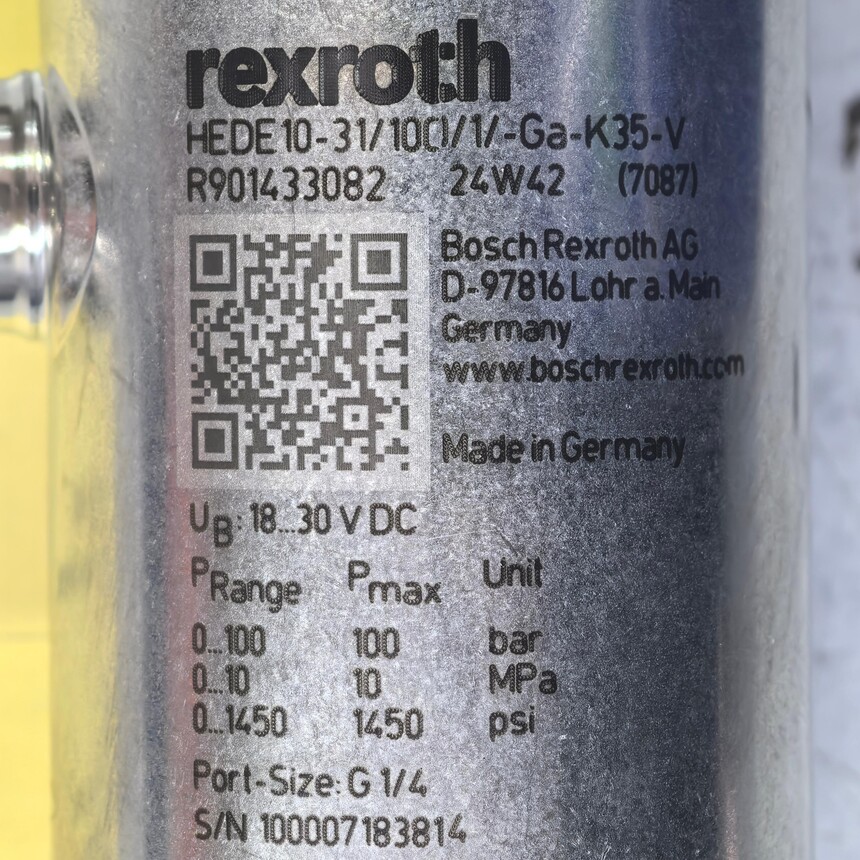 rexroth
HEDE10-31/100/1/-Ga-K35-V
R901433082 24W42 (7087)
Bosch Rexroth AG
D-97816 Lohr a. Main
Germany
www.boschrexroth.com
Made in Germany
UB: 18...30 V DC
PRange Pmax Unit
0...100 100 bar
0...10 10 MPa
0...1450 1450 psi
Port-Size: G 1/4
S/N 100007183814